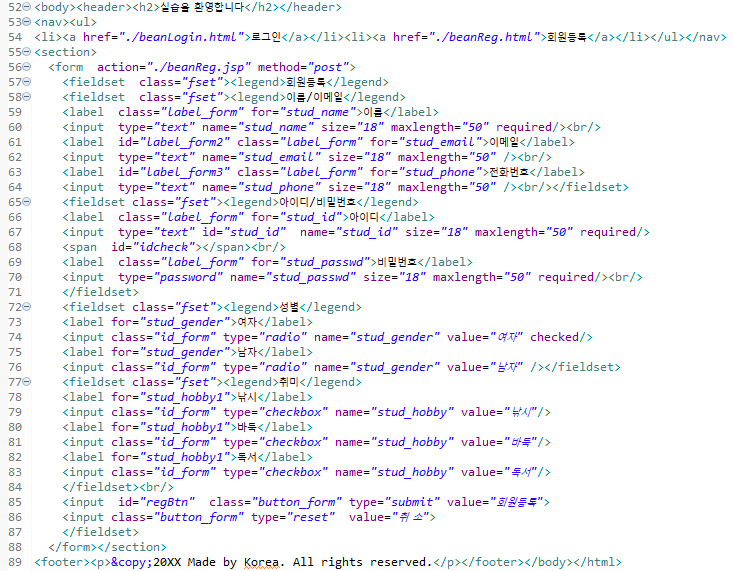 52 <body><header><h2>실습을 환영합니다</h2></header>
53 <nav><ul>
54 <li><a href="./beanLogin.html">로그인</a></li><li><a href="./beanReg.html">회원등록</a></li></ul></nav>
55 <section>
56 <form action="./beanReg.jsp" method="post">
57 <fieldset class="fset"><legend>회원등록</legend>
58 <fieldset class="fset"><legend>이름/이메일</legend>
59 <label class="label_form" for="stud_name">이름</label>
60 <input type="text" name="stud_name" size="18" maxlength="50" required/><br/>
61 <label id="label_form2" class="label_form" for="stud_email">이메일</label>
62 <input type="text" name="stud_email" size="18" maxlength="50" /><br/>
63 <label id="label_form3" class="label_form" for="stud_phone">전화번호</label>
64 <input type="text" name="stud_phone" size="18" maxlength="50" /><br/></fieldset>
65 <fieldset class="fset"><legend>아이디/비밀번호</legend>
66 <label class="label_form" for="stud_id">아이디</label>
67 <input type="text" id="stud_id" name="stud_id" size="18" maxlength="50" required/>
68 <span id="idcheck"></span><br/>
69 <label class="label_form" for="stud_passwd">비밀번호</label>
70 <input type="password" name="stud_passwd" size="18" maxlength="50" required/><br/>
71 </fieldset>
72 <fieldset class="fset"><legend>성별</legend>
73 <label for="stud_gender">여자</label>
74 <input class="id_form" type="radio" name="stud_gender" value="여자" checked/>
75 <label for="stud_gender">남자</label>
76 <input class="id_form" type="radio" name="stud_gender" value="남자" /></fieldset>
77 <fieldset class="fset"><legend>취미</legend>
78 <label for="stud_hobby1">낚시</label>
79 <input class="id_form" type="checkbox" name="stud_hobby" value="낚시"/>
80 <label for="stud_hobby1">바둑</label>
81 <input class="id_form" type="checkbox" name="stud_hobby" value="바둑"/>
82 <label for="stud_hobby1">독서</label>
83 <input class="id_form" type="checkbox" name="stud_hobby" value="독서"/>
84 </fieldset><br/>
85 <input id="regBtn" class="button_form" type="submit" value="회원등록">
86 <input class="button_form" type="reset" value="취 소">
87 </fieldset>
88 </form></section>
89 <footer><p>&copy;20XX Made by Korea. All rights reserved.</p></footer></body></html>